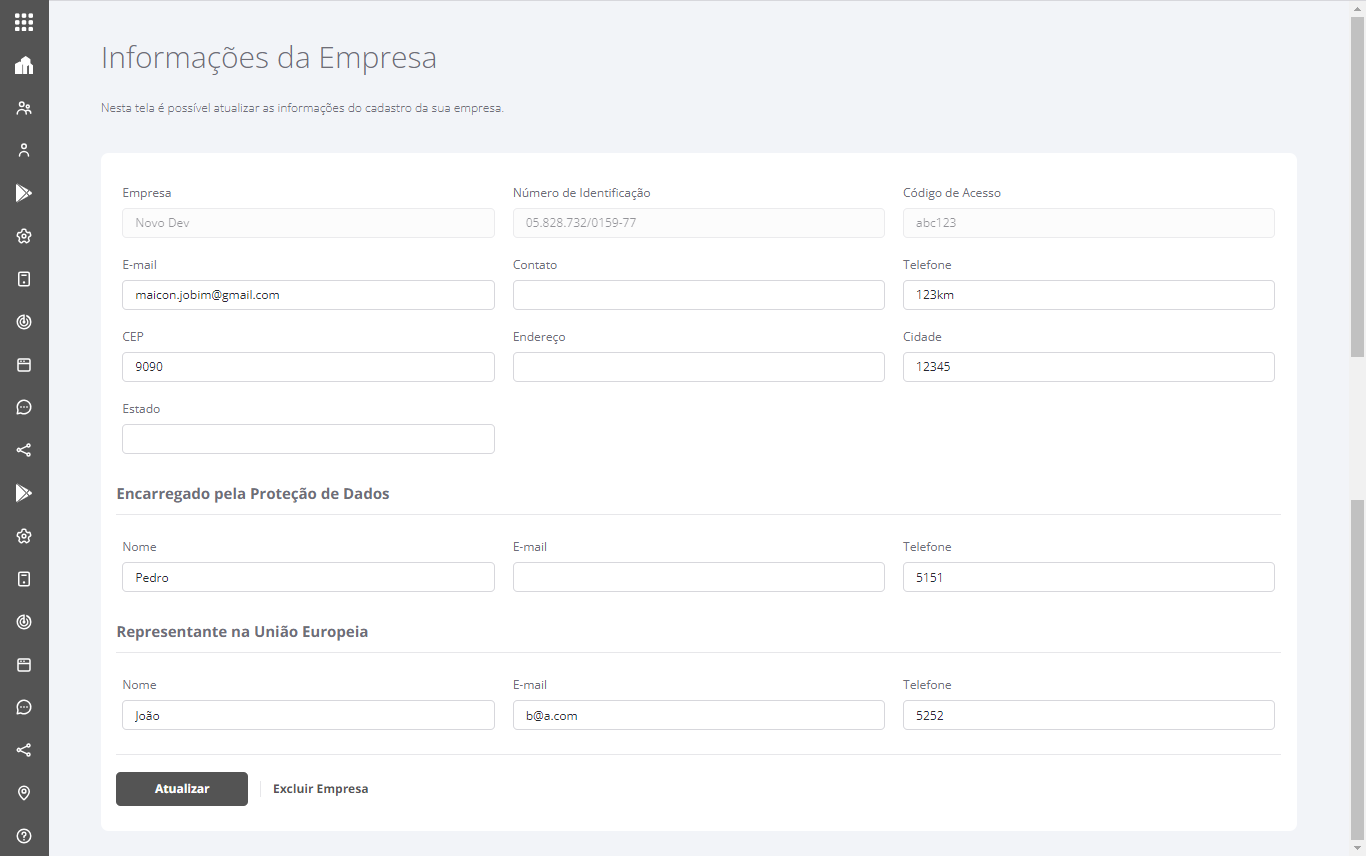 Informações da Empresa
Nesta tela é possível atualizar as informações do cadastro da sua empresa.
Empresa Número de Identificação Código de Acesso
Novo Dev 05.828.732/0159-77 abc123
E-mail Contato Telefone
maicon.jobim@gmail.com 123km
CEP Endereço Cidade
9090 12345
Estado
Encarregado pela Proteção de Dados
Nome E-mail Telefone
Pedro 5151
Representante na União Europeia
Nome E-mail Telefone
João b@a.com 5252
Atualizar Excluir Empresa